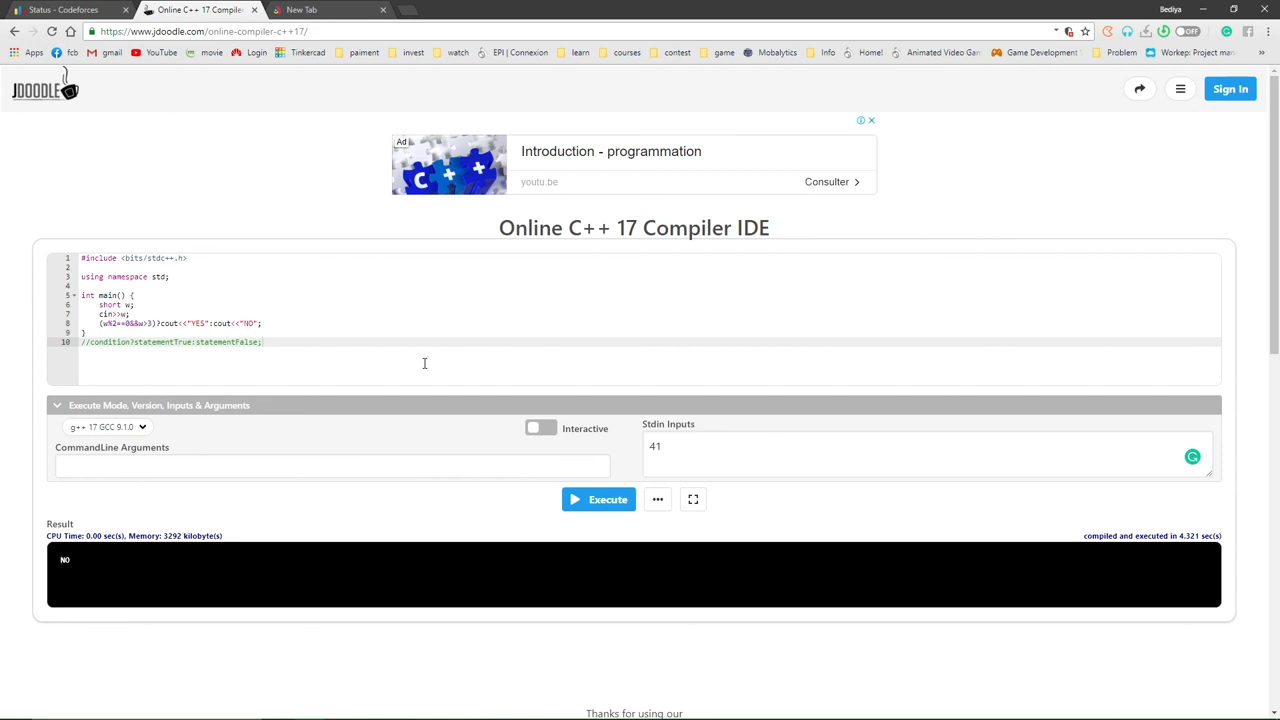 Status - Codeforces
Online C++ 17 Compiler
New Tab
Bediya
https://www.jdoodle.com/online-compiler-c++17/
OFF
Apps
fcb
gmail
YouTube
movie
Login
Tinkercad
paiment
invest
watch
EPI | Connexion
learn
courses
contest
game
Mobalytics
Info
Home!
Animated Video Gam
Game Development
Problem
Workep: Project man
»
JDOODLE
Sign In
Ad
C + +
Introduction - programmation
youtu.be
Consulter
Online C++ 17 Compiler IDE
1 #include <bits/stdc++.h>
2
3 using namespace std;
4
5 int main() {
6 short w;
7 cin>>w;
8 (w%2==0&&w>3)?cout<<"YES":cout<<"NO";
9 }
10 //condition?statementTrue:statementFalse;
Execute Mode, Version, Inputs & Arguments
g++ 17 GCC 9.1.0
Interactive
Stdin Inputs
CommandLine Arguments
41
Execute
Result
CPU Time: 0.00 sec(s), Memory: 3292 kilobyte(s)
compiled and executed in 4.321 sec(s)
NO
Thanks for using our